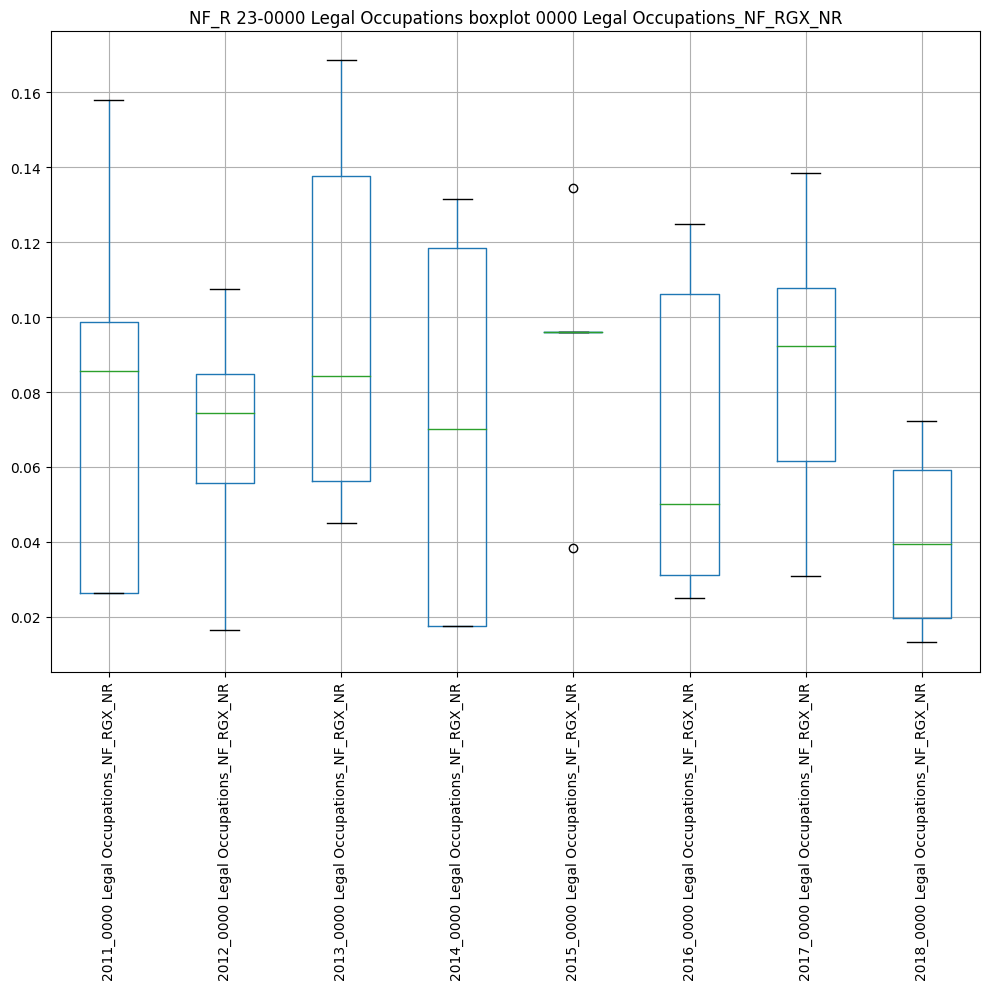 NF_R 23-0000 Legal Occupations boxplot 0000 Legal Occupations_NF_RGX_NR
0.16
0.14
0.12
0.10
0.08
0.06
0.04
0.02
2011_0000 Legal Occupations_NF_RGX_NR
2012_0000 Legal Occupations_NF_RGX_NR
2013_0000 Legal Occupations_NF_RGX_NR
2014_0000 Legal Occupations_NF_RGX_NR
2015_0000 Legal Occupations_NF_RGX_NR
2016_0000 Legal Occupations_NF_RGX_NR
2017_0000 Legal Occupations_NF_RGX_NR
2018_0000 Legal Occupations_NF_RGX_NR